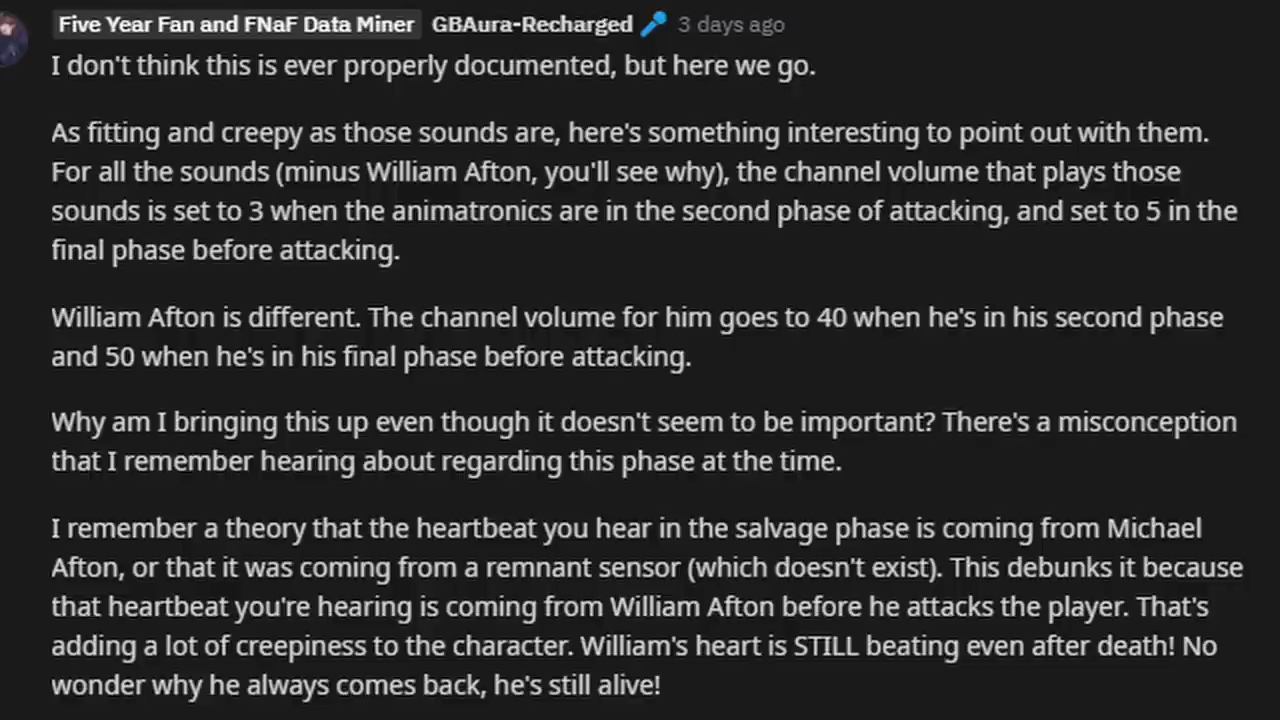 Five Year Fan and FNaF Data Miner GBAura-Recharged 3 days ago
I don't think this is ever properly documented, but here we go.
As fitting and creepy as those sounds are, here's something interesting to point out with them.
For all the sounds (minus William Afton, you'll see why), the channel volume that plays those
sounds is set to 3 when the animatronics are in the second phase of attacking, and set to 5 in the
final phase before attacking.
William Afton is different. The channel volume for him goes to 40 when he's in his second phase
and 50 when he's in his final phase before attacking.
Why am I bringing this up even though it doesn't seem to be important? There's a misconception
that I remember hearing about regarding this phase at the time.
I remember a theory that the heartbeat you hear in the salvage phase is coming from Michael
Afton, or that it was coming from a remnant sensor (which doesn't exist). This debunks it because
that heartbeat you're hearing is coming from William Afton before he attacks the player. That's
adding a lot of creepiness to the character. William's heart is STILL beating even after death! No
wonder why he always comes back, he's still alive!